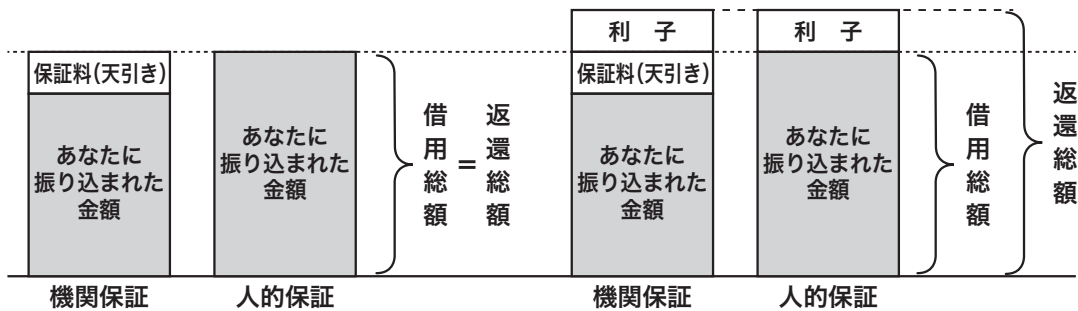 保証料（天引き）
あなたに
振り込まれた
金額
機関保証
あなたに
振り込まれた
金額
人的保証
借用総額
＝
返還総額
利　子
保証料（天引き）
あなたに
振り込まれた
金額
機関保証
利　子
あなたに
振り込まれた
金額
人的保証
借用総額
返還総額